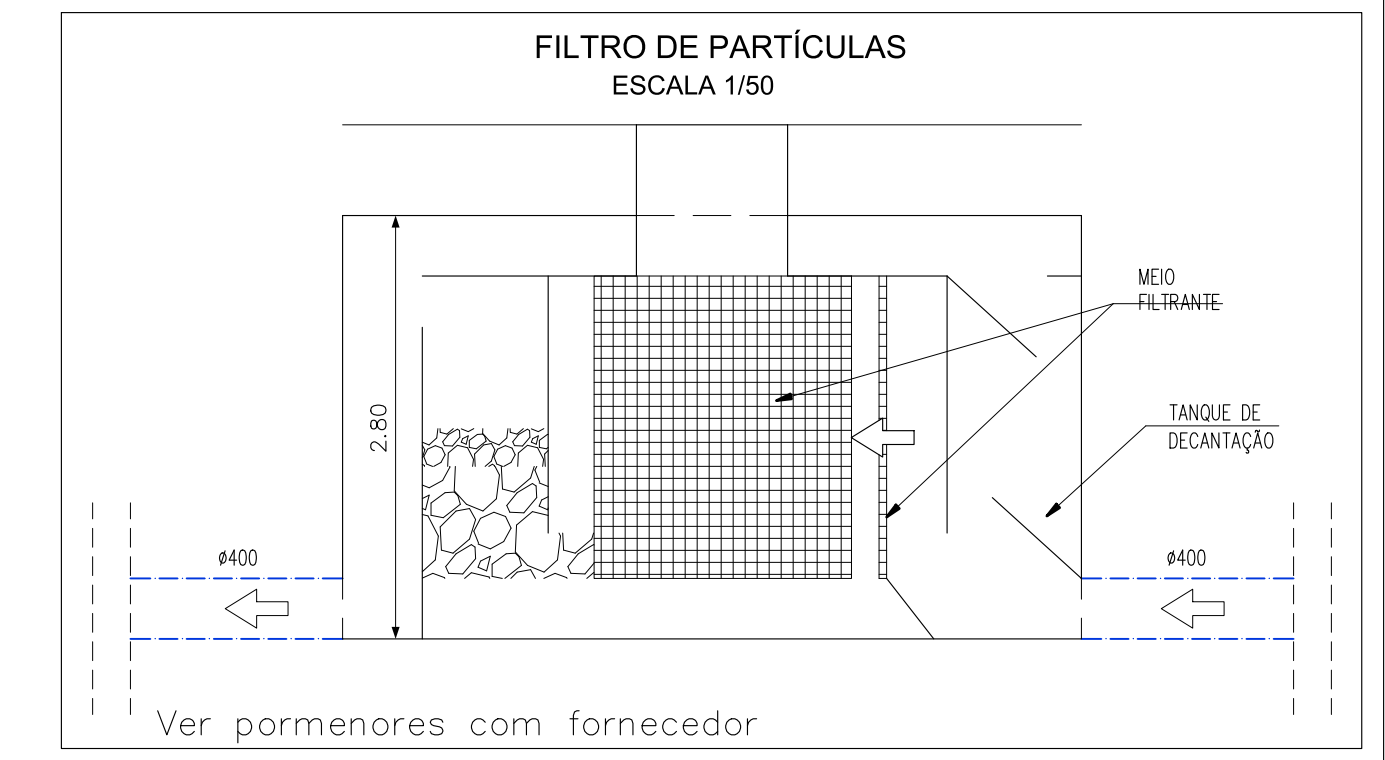 FILTRO DE PARTÍCULAS
ESCALA 1/50
MEIO
FILTRANTE
2.80
TANQUE DE
DECANTAÇÃO
ø400
ø400
Ver pormenores com fornecedor